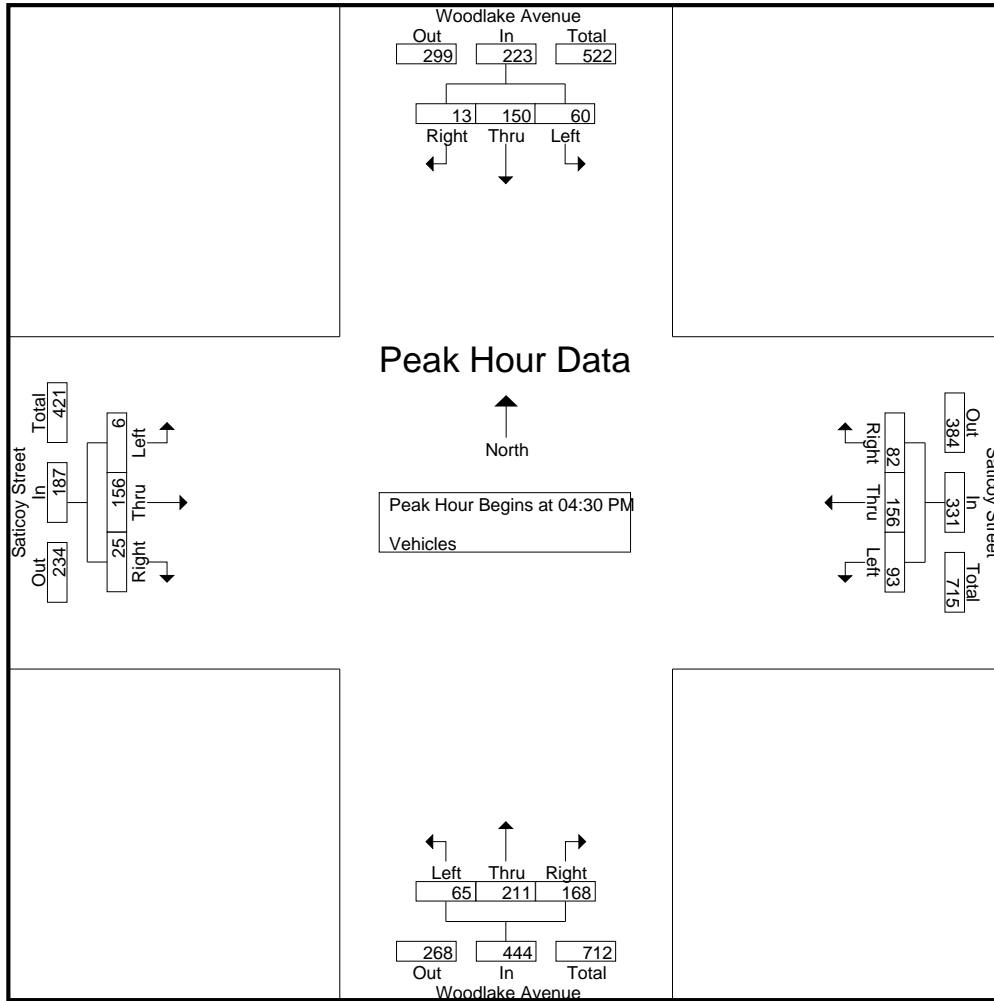 Woodlake Avenue
Out In Total
299 223 522
13 150 60
Right Thru Left
Peak Hour Data
North
Peak Hour Begins at 04:30 PM
Vehicles
Saticoy Street
Total In Out
421 187 234
6 156 25
Left Thru Right
Saticoy Street
Out In Total
384 331 715
82 156 93
Right Thru Left
Left Thru Right
65 211 168
268 444 712
Out In Total
Woodlake Avenue